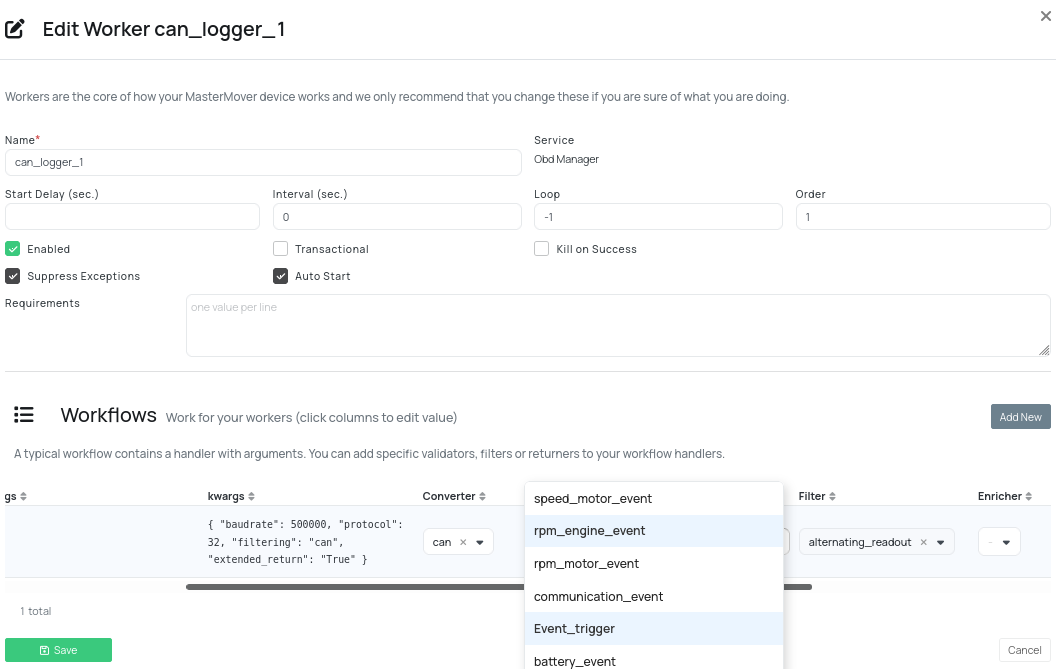 Edit Worker can_logger_1
Workers are the core of how your MasterMover device works and we only recommend that you change these if you are sure of what you are doing.
Name*
Service
can_logger_1
Obd Manager
Start Delay (sec.)
Interval (sec.)
Loop
Order
0
-1
1
Enabled
Transactional
Kill on Success
Suppress Exceptions
Auto Start
Requirements
one value per line
Workflows
Work for your workers (click columns to edit value)
Add New
A typical workflow contains a handler with arguments. You can add specific validators, filters or returners to your workflow handlers.
gs
kwargs
Converter
Filter
Enricher
{ "baudrate": 500000, "protocol":
32, "filtering": "can",
"extended_return": "True" }
can ×
speed_motor_event
rpm_engine_event
rpm_motor_event
communication_event
Event_trigger
battery_event
alternating_readout ×
-
1 total
Save
Cancel